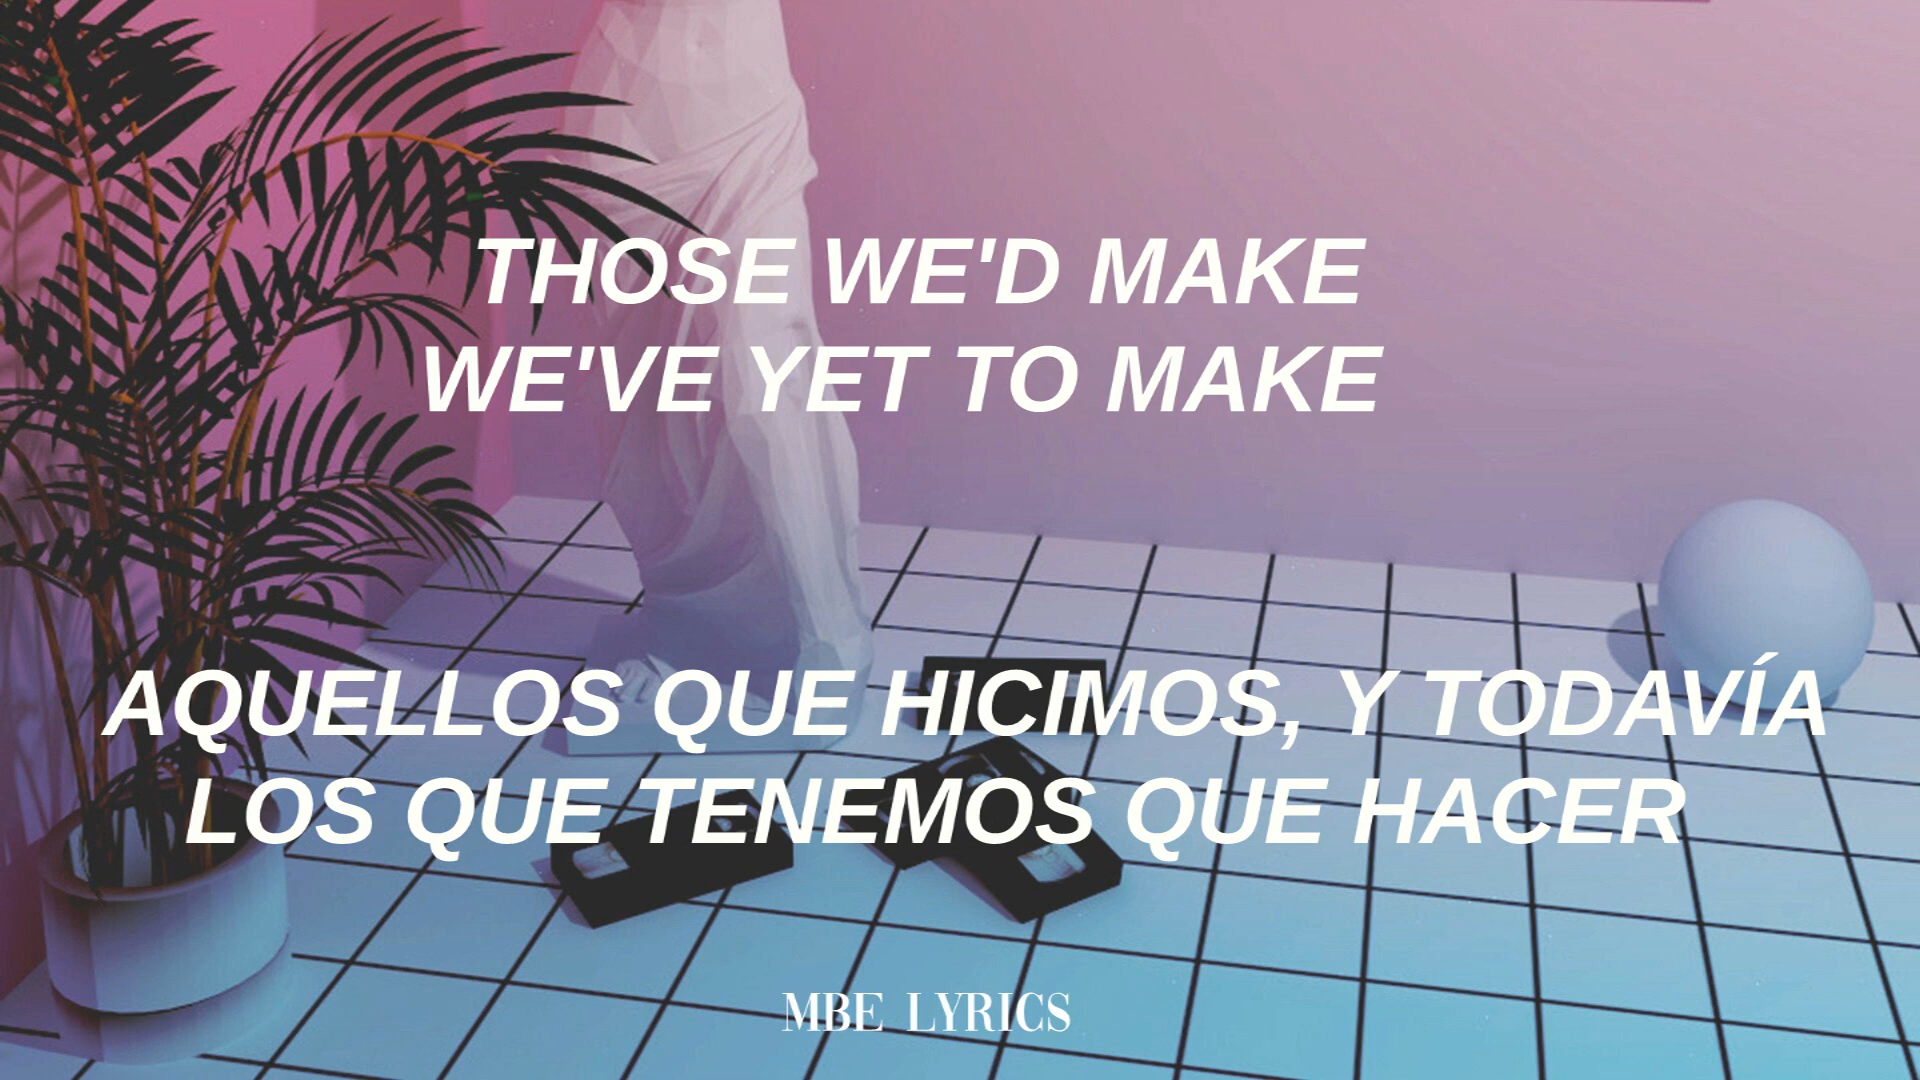 THOSE WE'D MAKE
WE'VE YET TO MAKE
AQUELLOS QUE HICIMOS, Y TODAVÍA
LOS QUE TENEMOS QUE HACER
MBE LYRICS